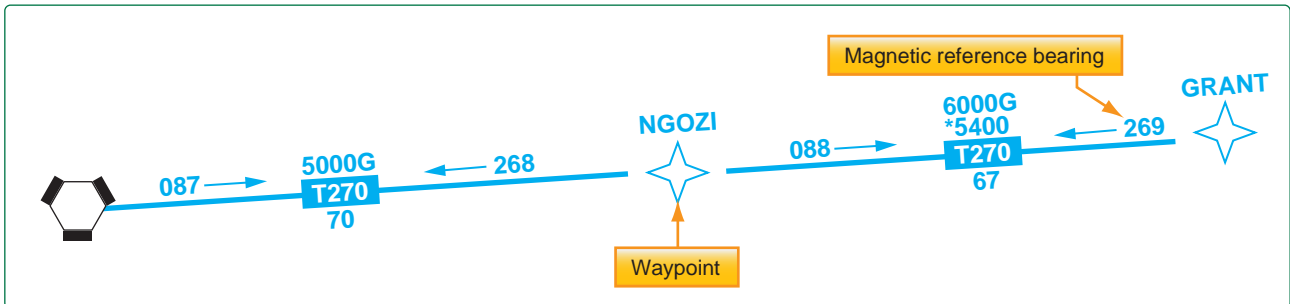 Magnetic reference bearing
GRANT
6000G
*5400
269
NGOZI
088
T270
67
5000G
268
087
T270
70
Waypoint